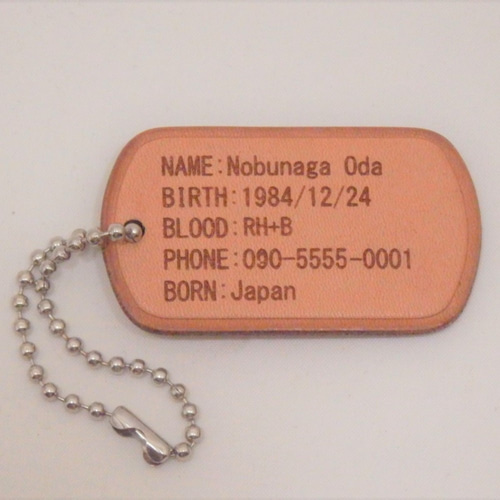 NAME:Nobunaga Oda
BIRTH:1984/12/24
BLOOD:RH+B
PHONE:090-5555-0001
BORN:Japan